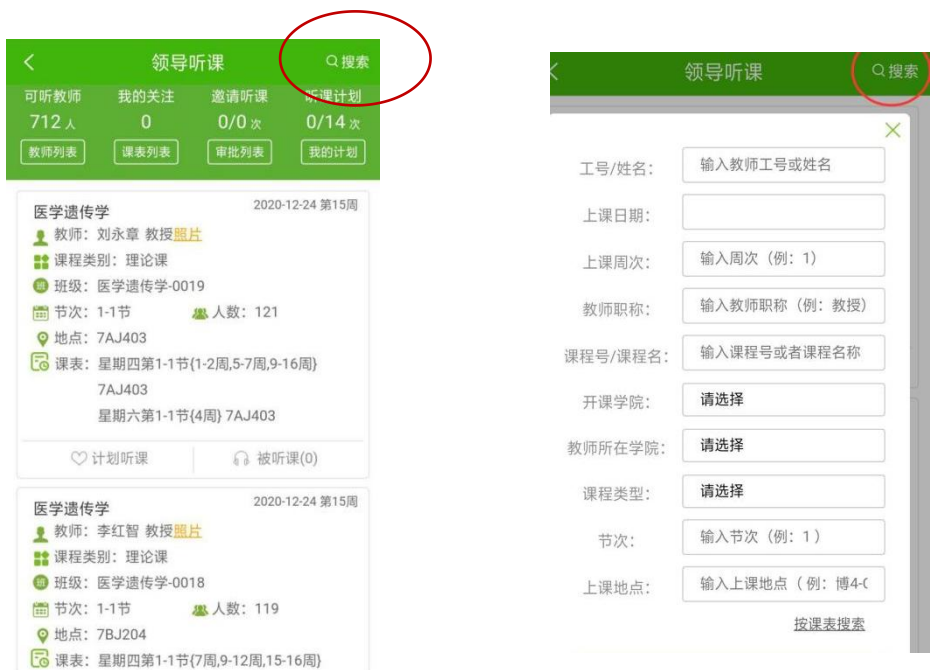 领导听课
搜索
可听教师 我的关注 邀请听课 听课计划
712 人 0 0/0 次 0/14 次
教师列表 课表列表 审批列表 我的计划
医学遗传学 2020-12-24 第15周
教师：刘永章 教授照片
课程类别：理论课
班 班级：医学遗传学-0019
节次：1-1节 人数：121
地点：7AJ403
课表：星期四第1-1节{1-2周,5-7周,9-16周}
7AJ403
星期六第1-1节{4周} 7AJ403
计划听课 被听课(0)
医学遗传学 2020-12-24 第15周
教师：李红智 教授照片
课程类别：理论课
班 班级：医学遗传学-0018
节次：1-1节 人数：119
地点：7BJ204
课表：星期四第1-1节{7周,9-12周,15-16周}
领导听课
搜索
工号/姓名： 输入教师工号或姓名
上课日期：
上课周次： 输入周次（例：1）
教师职称： 输入教师职称（例：教授）
课程号/课程名： 输入课程号或者课程名称
开课学院： 请选择
教师所在学院： 请选择
课程类型： 请选择
节次： 输入节次（例：1 ）
上课地点： 输入上课地点（ 例：博4-
按课表搜索